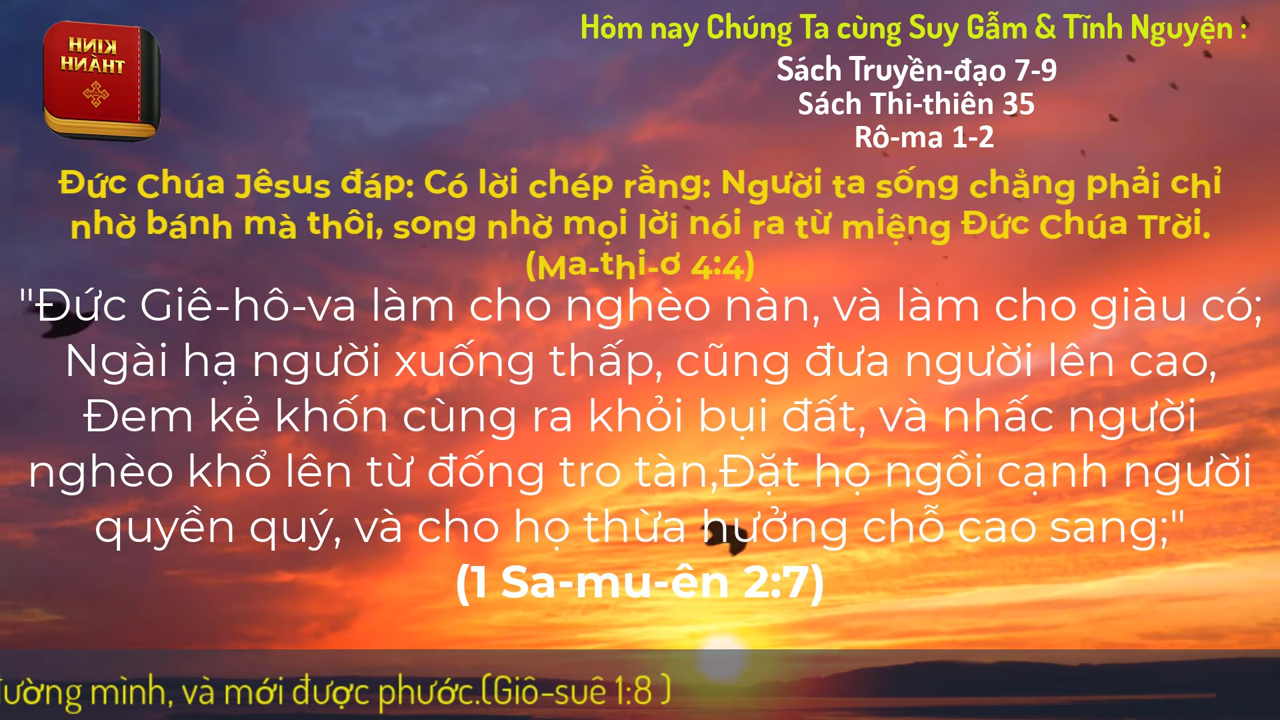 KINH
THÁNH
Hôm nay Chúng Ta cùng Suy Gẫm & Tĩnh Nguyện :
Sách Truyền-đạo 7-9
Sách Thi-thiên 35
Rô-ma 1-2
Đức Chúa Jêsus đáp: Có lời chép rằng: Người ta sống chẳng phải chỉ
nhờ bánh mà thôi, song nhờ mọi lời nói ra từ miệng Đức Chúa Trời.
(Ma-thi-ơ 4:4)
"Đức Giê-hô-va làm cho nghèo nàn, và làm cho giàu có;
Ngài hạ người xuống thấp, cũng đưa người lên cao,
Đem kẻ khốn cùng ra khỏi bụi đất, và nhấc người
nghèo khổ lên từ đống tro tàn,Đặt họ ngồi cạnh người
quyền quý, và cho họ thừa hưởng chỗ cao sang;"
(1 Sa-mu-ên 2:7)
đường mình, và mới được phước.(Giô-suê 1:8 )